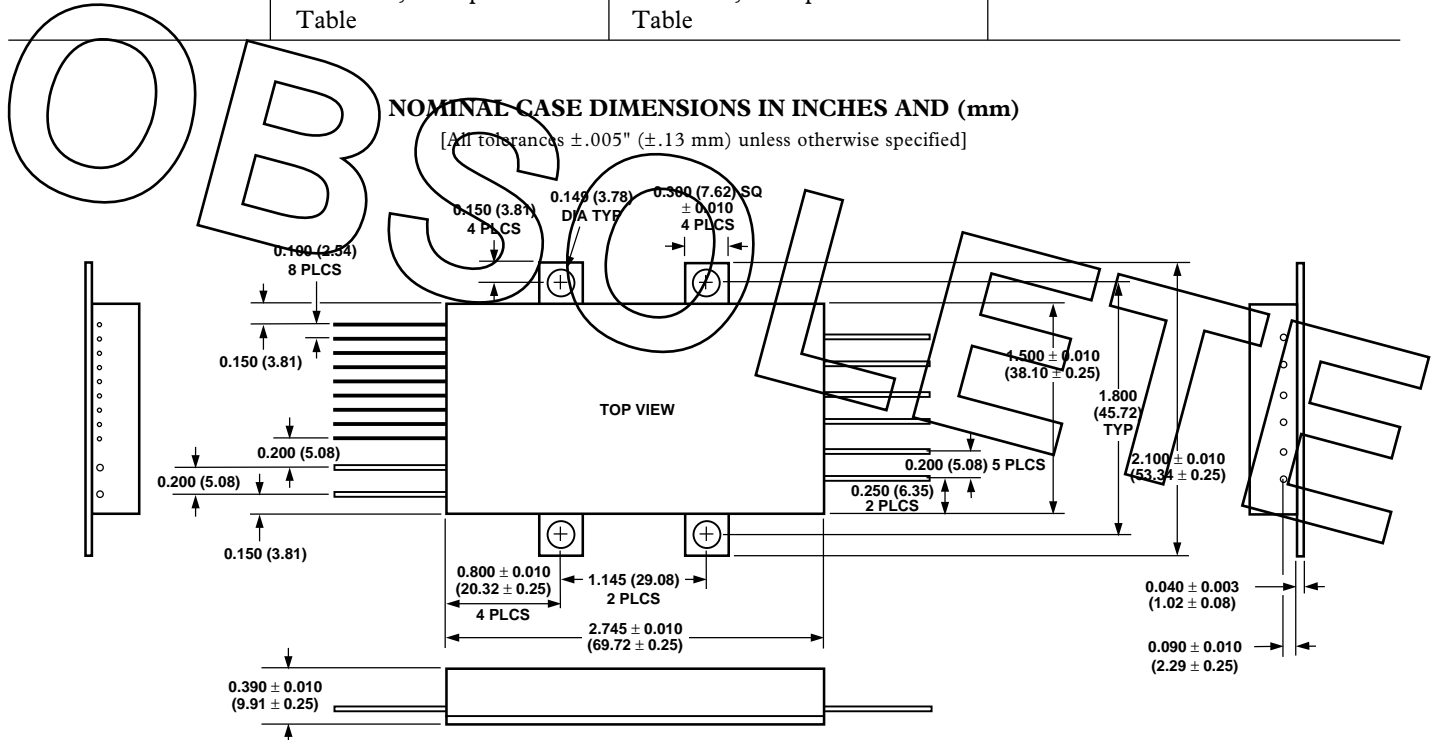 Table
Table
OBSOLETE
NOMINAL CASE DIMENSIONS IN INCHES AND (mm)
[All tolerances ±.005" (±.13 mm) unless otherwise specified]
0.150 (3.81)
4 PLCS
0.149 (3.78)
DIA TYP
0.300 (7.62) SQ
± 0.010
4 PLCS
0.100 (2.54)
8 PLCS
0.150 (3.81)
TOP VIEW
1.500 ± 0.010
(38.10 ± 0.25)
1.800
(45.72)
TYP
0.200 (5.08)
0.200 (5.08)
0.200 (5.08) 5 PLCS
2.100 ± 0.010
(53.34 ± 0.25)
0.250 (6.35)
2 PLCS
0.150 (3.81)
0.800 ± 0.010
(20.32 ± 0.25)
4 PLCS
1.145 (29.08)
2 PLCS
0.040 ± 0.003
(1.02 ± 0.08)
2.745 ± 0.010
(69.72 ± 0.25)
0.090 ± 0.010
(2.29 ± 0.25)
0.390 ± 0.010
(9.91 ± 0.25)